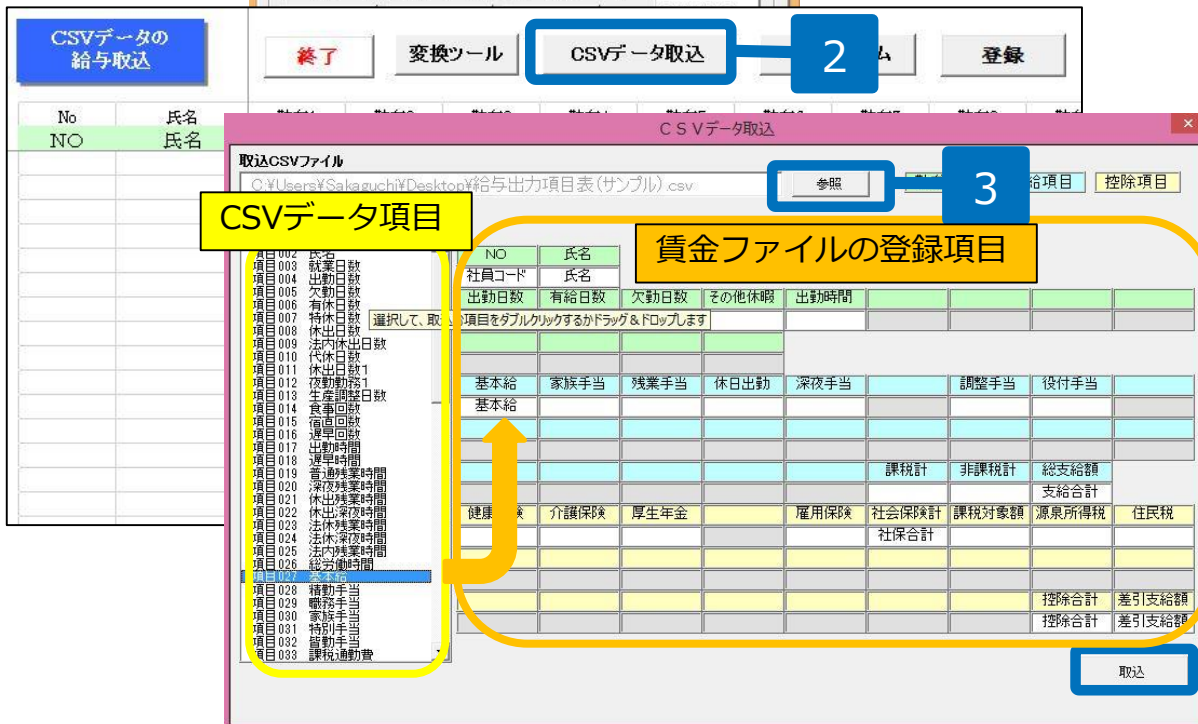 CSVデータの
給与取込
終了 変換ツール CSVデータ取込 2 ム 登録
No 氏名
NO 氏名
ＣＳＶデータ取込 ×
取込CSVファイル
C:¥Users¥Sakaguchi¥Desktop¥給与出力項目表(サンプル).csv 参照 3 給項目 控除項目
CSVデータ項目
賃金ファイルの登録項目
項目002 氏名
項目003 就業日数
項目004 出勤日数
項目005 欠勤日数
項目006 有休日数
項目007 特休日数
項目008 休出日数
項目009 法内休出日数
項目010 代休日数
項目011 休出日数1
項目012 夜勤勤務1
項目013 生産調整日数
項目014 食事回数
項目015 宿直回数
項目016 遅早回数
項目017 出勤時間
項目018 遅早時間
項目019 普通残業時間
項目020 深夜残業時間
項目021 休出残業時間
項目022 休出深夜時間
項目023 法休残業時間
項目024 法休深夜時間
項目025 法内残業時間
項目026 総労働時間
項目027 基本給
項目028 精勤手当
項目029 職務手当
項目030 家族手当
項目031 特別手当
項目032 皆勤手当
項目033 課税通勤費
NO 氏名
社員コード 氏名
出勤日数 有給日数 欠勤日数 その他休暇 出勤時間
選択して、取込む項目をダブルクリックするかドラッグ＆ドロップします
基本給 家族手当 残業手当 休日出勤 深夜手当 調整手当 役付手当
基本給
課税計 非課税計 総支給額
支給合計
健康保険 介護保険 厚生年金 雇用保険 社会保険計 課税対象額 源泉所得税 住民税
社保合計
控除合計 差引支給額
控除合計 差引支給額
取込